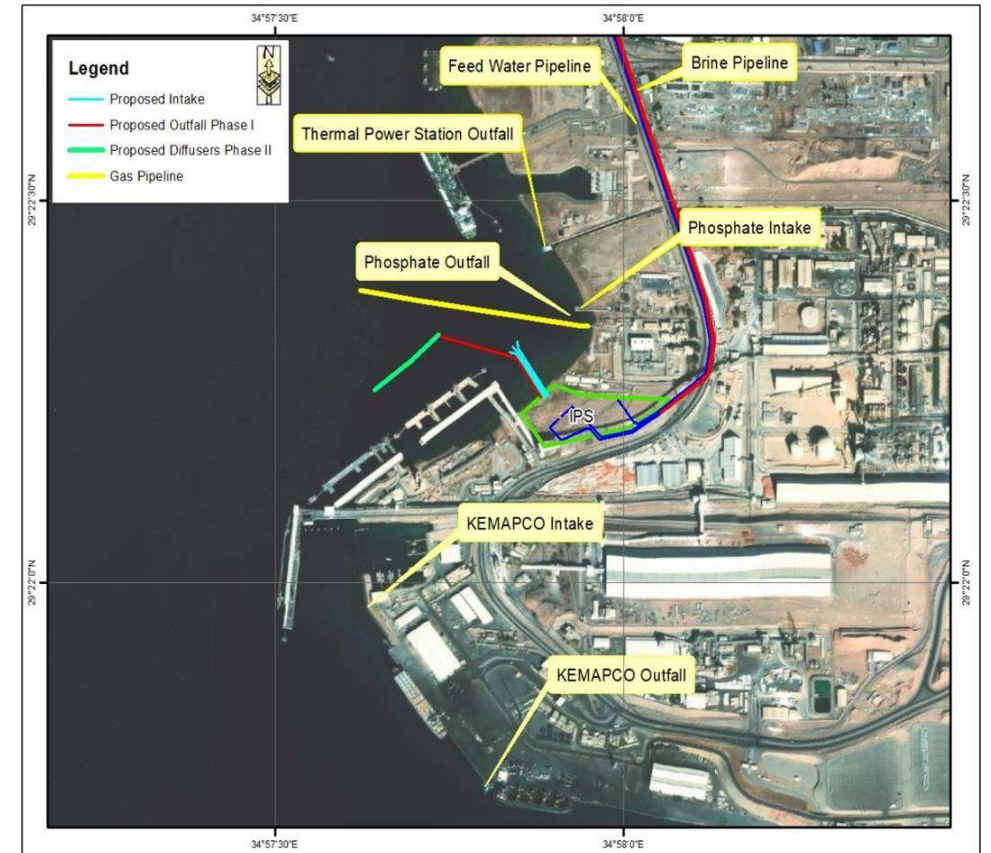 34°57'30"E
34°58'0"E
Legend
N
Proposed Intake
Proposed Outfall Phase I
Proposed Diffusers Phase II
Gas Pipeline
Feed Water Pipeline
Brine Pipeline
Thermal Power Station Outfall
29°22'30"N
29°22'30"N
Phosphate Intake
Phosphate Outfall
IPS
KEMAPCO Intake
29°22'0"N
29°22'0"N
KEMAPCO Outfall
34°57'30"E
34°58'0"E